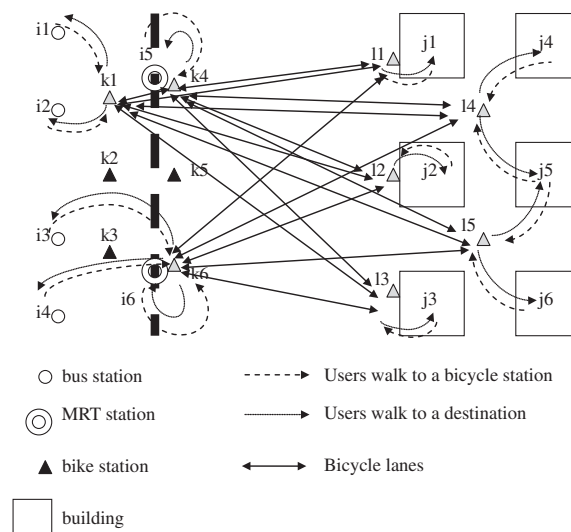 i1
i5
l1
j1
j4
k1
k4
i2
l4
k2
k5
l2
j2
j5
i3
k3
l5
i4
i6
k6
l3
j3
j6
bus station
Users walk to a bicycle station
MRT station
Users walk to a destination
bike station
Bicycle lanes
building